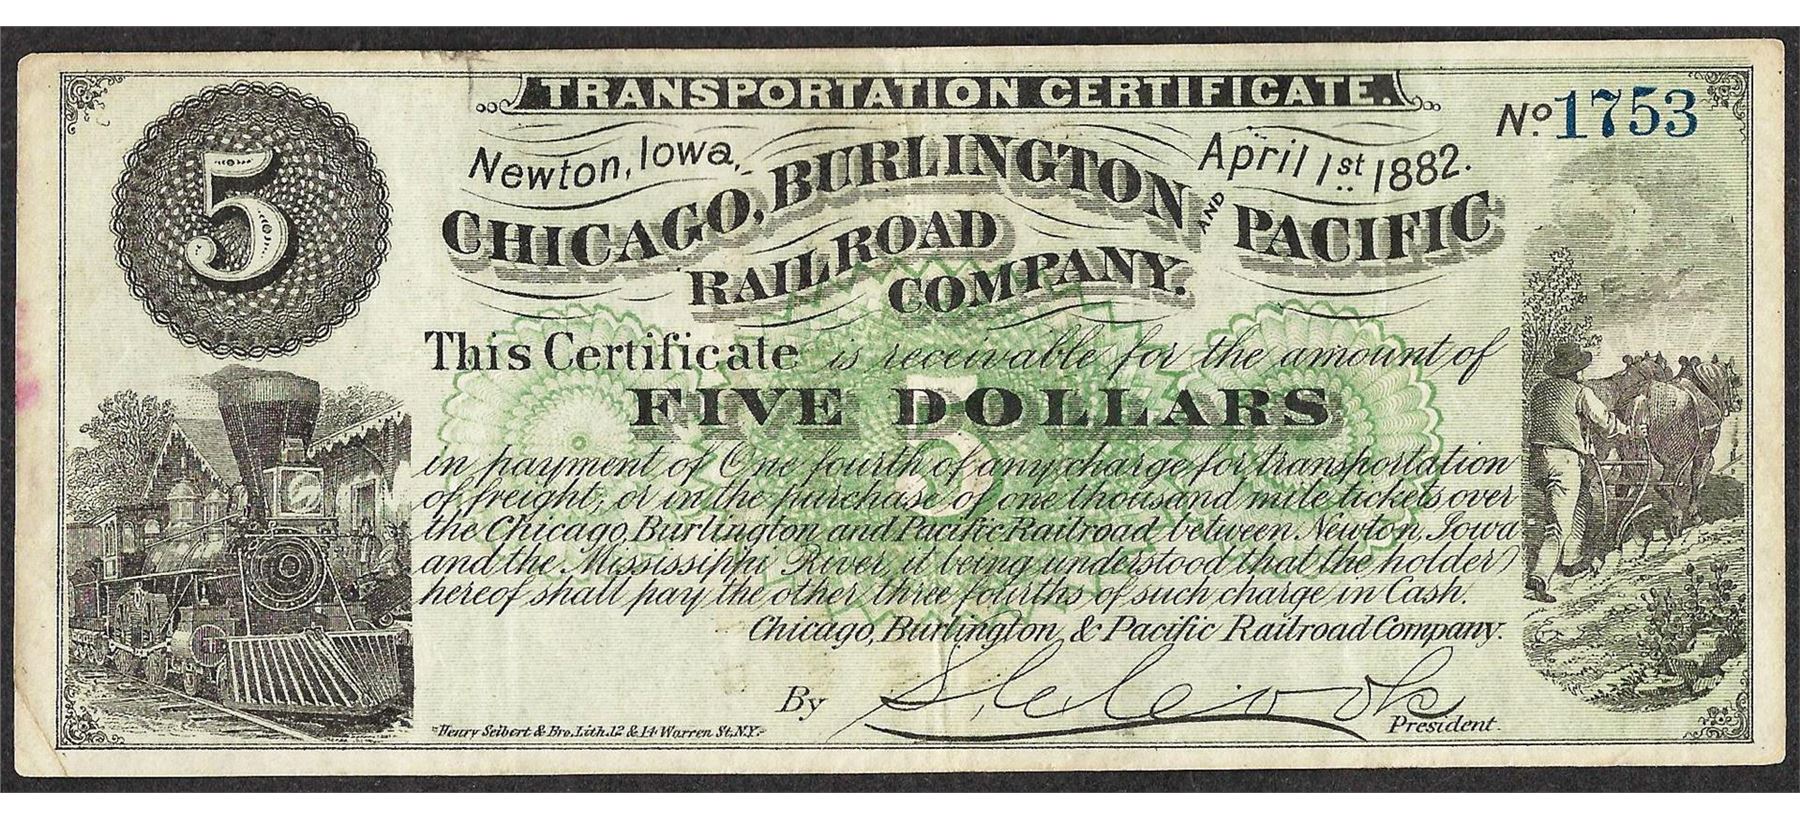 TRANSPORTATION CERTIFICATE.
No. 1753
5
Newton, Iowa,
April 1st 1882.
CHICAGO, BURLINGTON AND PACIFIC
RAILROAD COMPANY.
This Certificate is receivable for the amount of
FIVE DOLLARS
5
in payment of One fourth of any charge for transportation
of freight, or in the purchase of one thousand mile tickets over
the Chicago, Burlington and Pacific Railroad between Newton, Iowa
and the Mississippi River, it being understood that the holder
hereof shall pay the other three fourths of such charge in Cash.
Chicago, Burlington, & Pacific Railroad Company.
By
President.
Henry Seibert & Bro. Lith. 12 & 14 Warren St. N.Y.